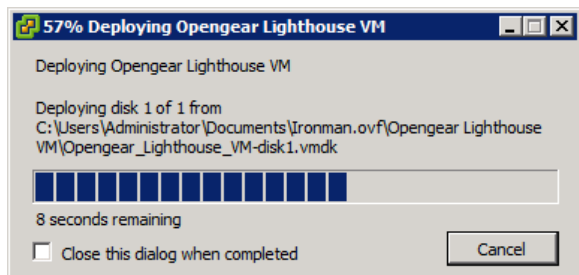 57% Deploying Opengear Lighthouse VM
Deploying Opengear Lighthouse VM
Deploying disk 1 of 1 from
C:\Users\Administrator\Documents\Ironman.ovf\Opengear Lighthouse
VM\Opengear_Lighthouse_VM-disk1.vmdk
8 seconds remaining
Close this dialog when completed
Cancel